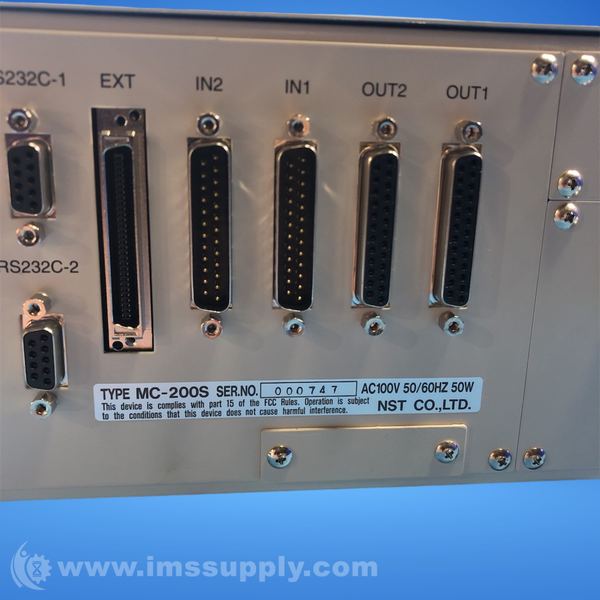 S232C-1 EXT IN2 IN1 OUT2 OUT1
RS232C-2
TYPE MC-200S SER.NO. 000747 AC100V 50/60HZ 50W
This device is complies with part 15 of the FCC Rules. Operation is subject
to the conditions that this device does not cause harmful interference. NST CO.,LTD.
www.imssupply.com